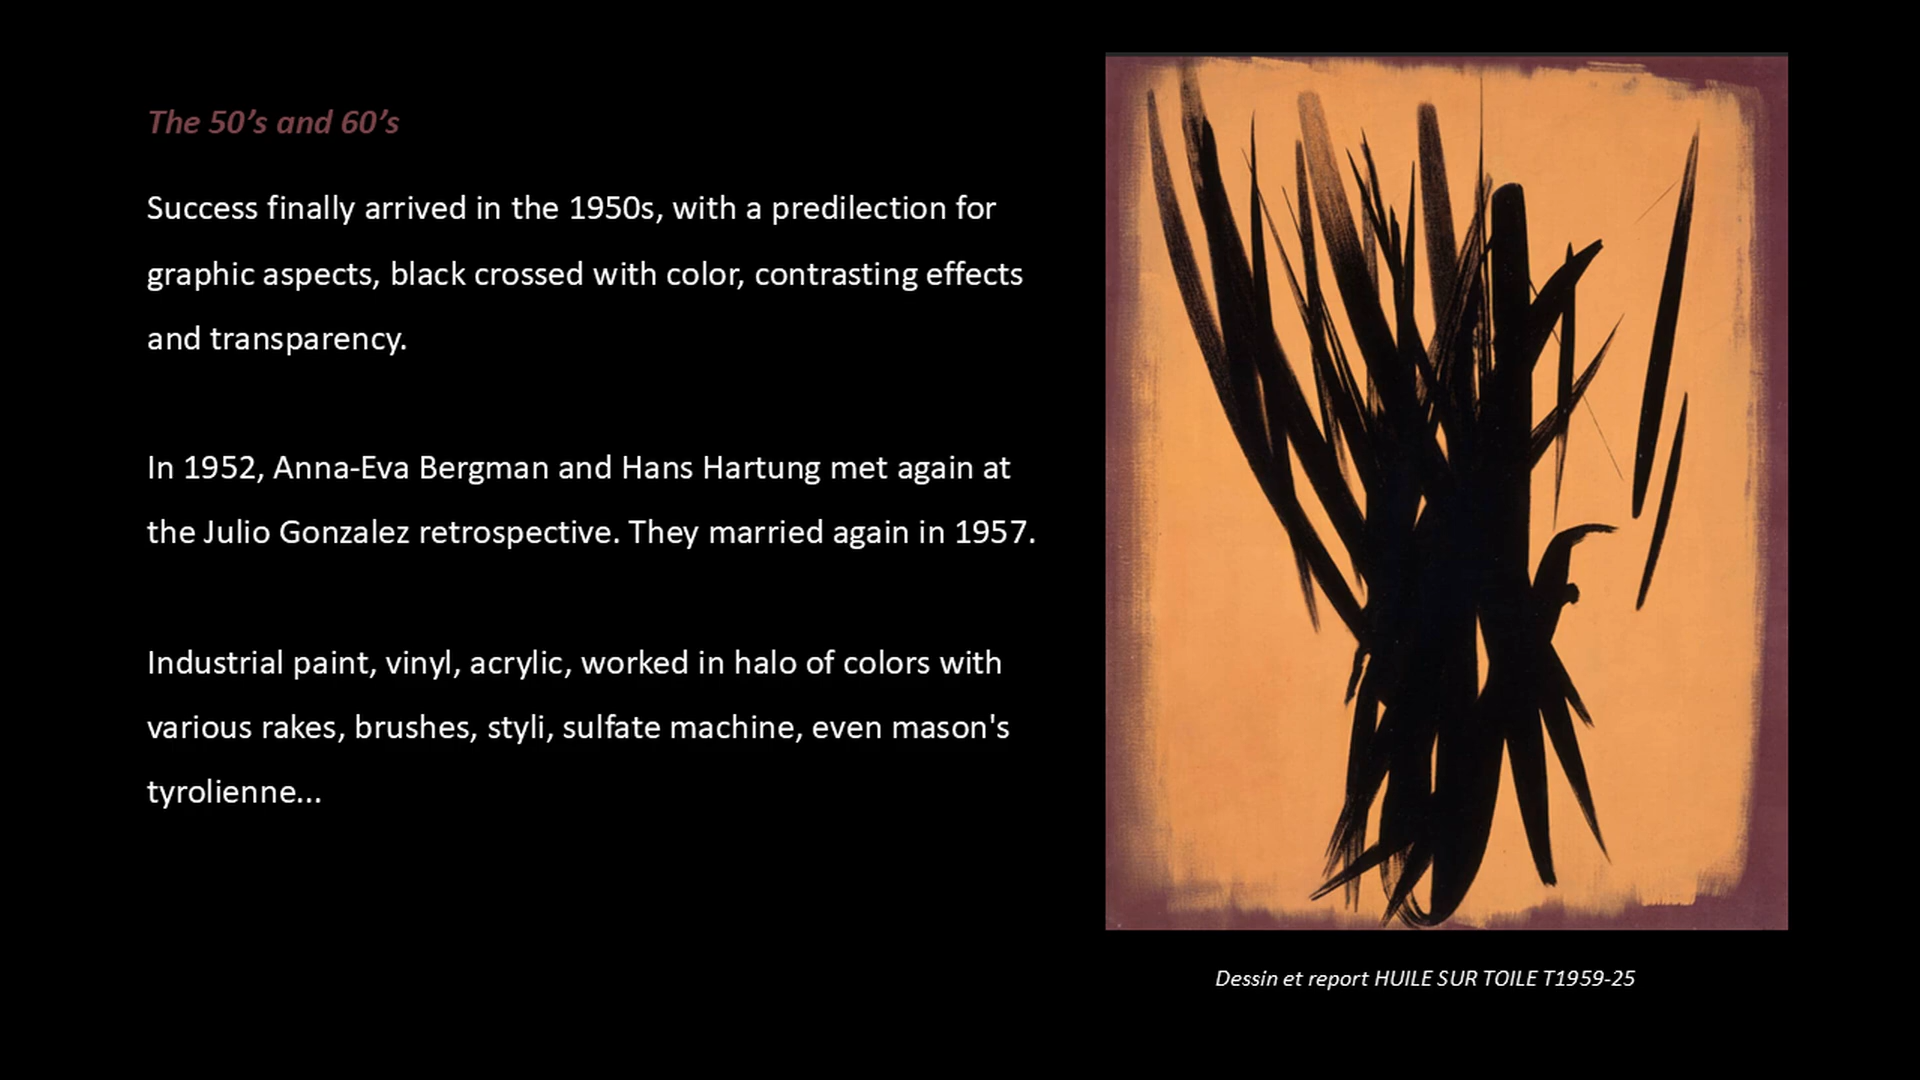 The 50’s and 60’s
Success finally arrived in the 1950s, with a predilection for
graphic aspects, black crossed with color, contrasting effects
and transparency.
In 1952, Anna-Eva Bergman and Hans Hartung met again at
the Julio Gonzalez retrospective. They married again in 1957.
Industrial paint, vinyl, acrylic, worked in halo of colors with
various rakes, brushes, styli, sulfate machine, even mason's
tyrolienne...
Dessin et report HUILE SUR TOILE T1959-25